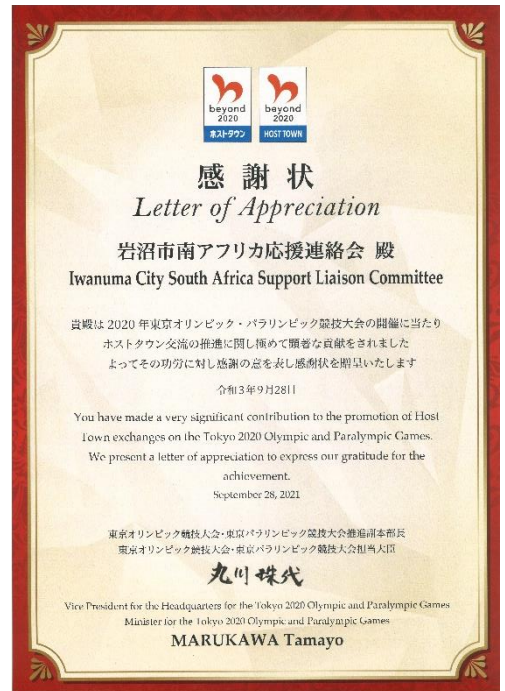 beyond
2020
ホストタウン
beyond
2020
HOST TOWN
感謝状
Letter of Appreciation
岩沼市南アフリカ応援連絡会 殿
Iwanuma City South Africa Support Liaison Committee
貴殿は2020年東京オリンピック・パラリンピック競技大会の開催に当たり
ホストタウン交流の推進に関し極めて顕著な貢献をされました
よってその功労に対し感謝の意を表し感謝状を贈呈いたします
令和3年9月28日
You have made a very significant contribution to the promotion of Host
Town exchanges on the Tokyo 2020 Olympic and Paralympic Games.
We present a letter of appreciation to express our gratitude for the
achievement.
September 28, 2021
東京オリンピック競技大会・東京パラリンピック競技大会推進副本部長
東京オリンピック競技大会・東京パラリンピック競技大会担当大臣
丸川珠代
Vice President for the Headquarters for the Tokyo 2020 Olympic and Paralympic Games
Minister for the Tokyo 2020 Olympic and Paralympic Games
MARUKAWA Tamayo